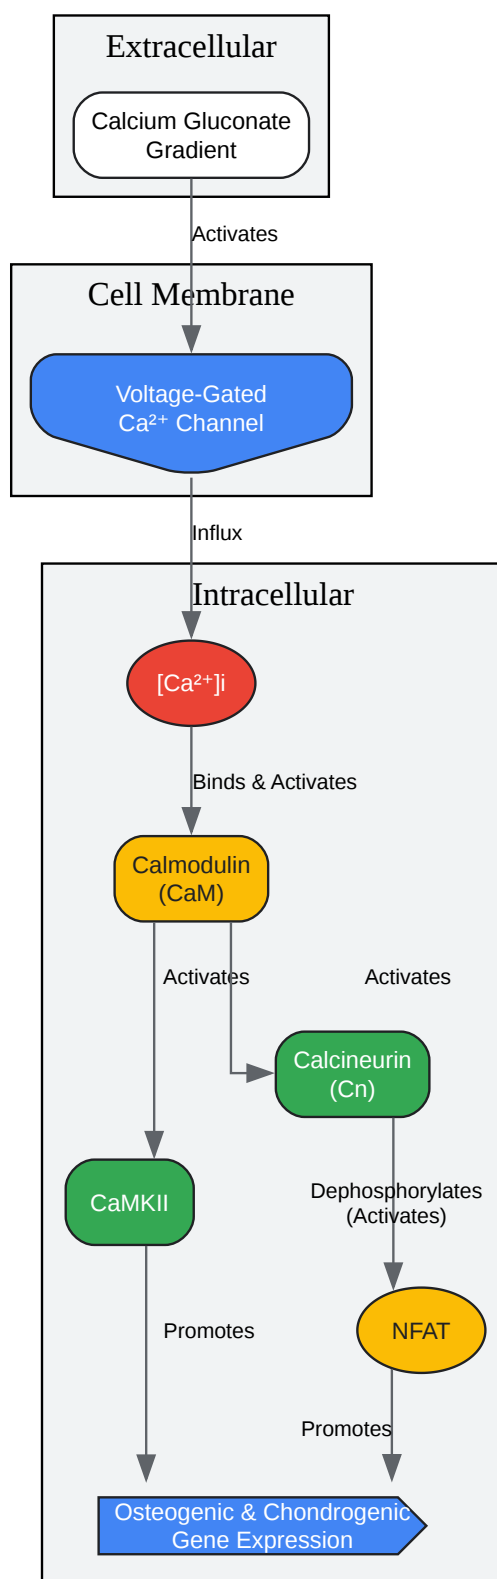 Extracellular
Calcium Gluconate
Gradient
Activates
Cell Membrane
Voltage-Gated
Ca²⁺ Channel
Influx
Intracellular
[Ca²⁺]i
Binds & Activates
Calmodulin
(CaM)
Activates
Activates
Calcineurin
(Cn)
CaMKII
Dephosphorylates
(Activates)
Promotes
NFAT
Promotes
Osteogenic & Chondrogenic
Gene Expression